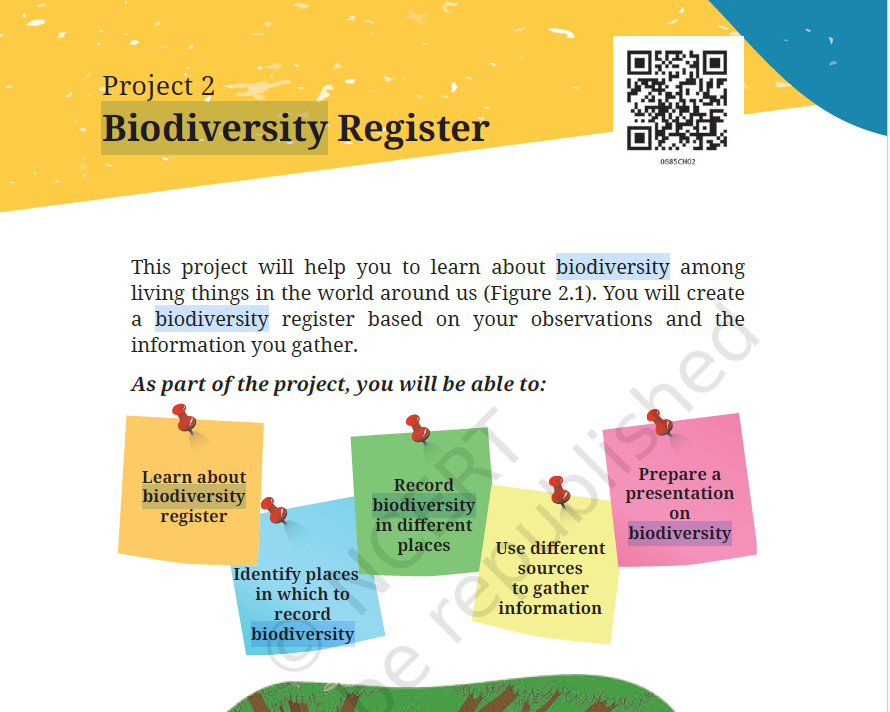 Project 2
Biodiversity Register
0685CH02
This project will help you to learn about biodiversity among
living things in the world around us (Figure 2.1). You will create
a biodiversity register based on your observations and the
information you gather.
As part of the project, you will be able to:
Learn about
biodiversity
register
Identify places
in which to
record
biodiversity
Record
biodiversity
in different
places
Use different
sources
to gather
information
Prepare a
presentation
on
biodiversity
© NCERT
be republished